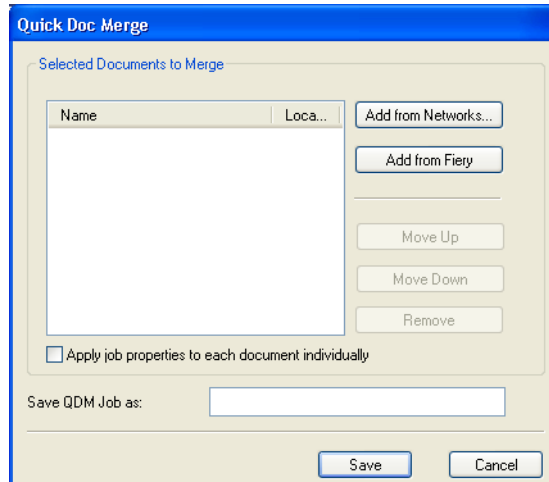 Quick Doc Merge
Selected Documents to Merge
Name Loca...
Add from Networks...
Add from Fiery
Move Up
Move Down
Remove
Apply job properties to each document individually
Save QDM Job as:
Save Cancel